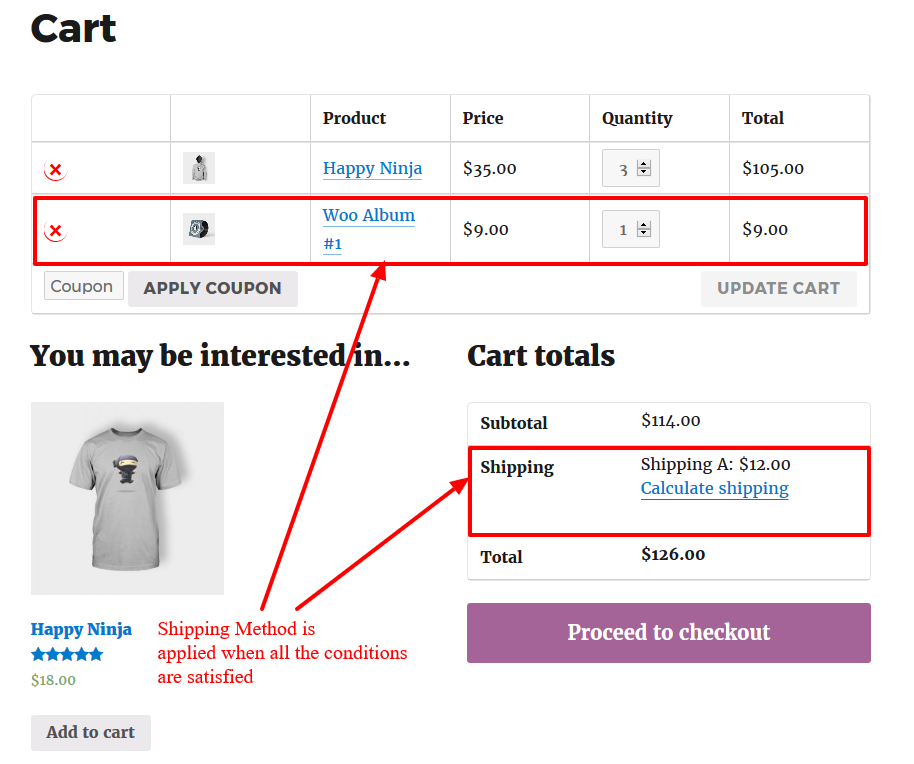 Cart
Product Price Quantity Total
Happy Ninja $35.00 3 $105.00
Woo Album
#1 $9.00 1 $9.00
Coupon APPLY COUPON UPDATE CART
You may be interested in...
Happy Ninja
$18.00
Add to cart
Shipping Method is
applied when all the conditions
are satisfied
Cart totals
Subtotal $114.00
Shipping Shipping A: $12.00
Calculate shipping
Total $126.00
Proceed to checkout